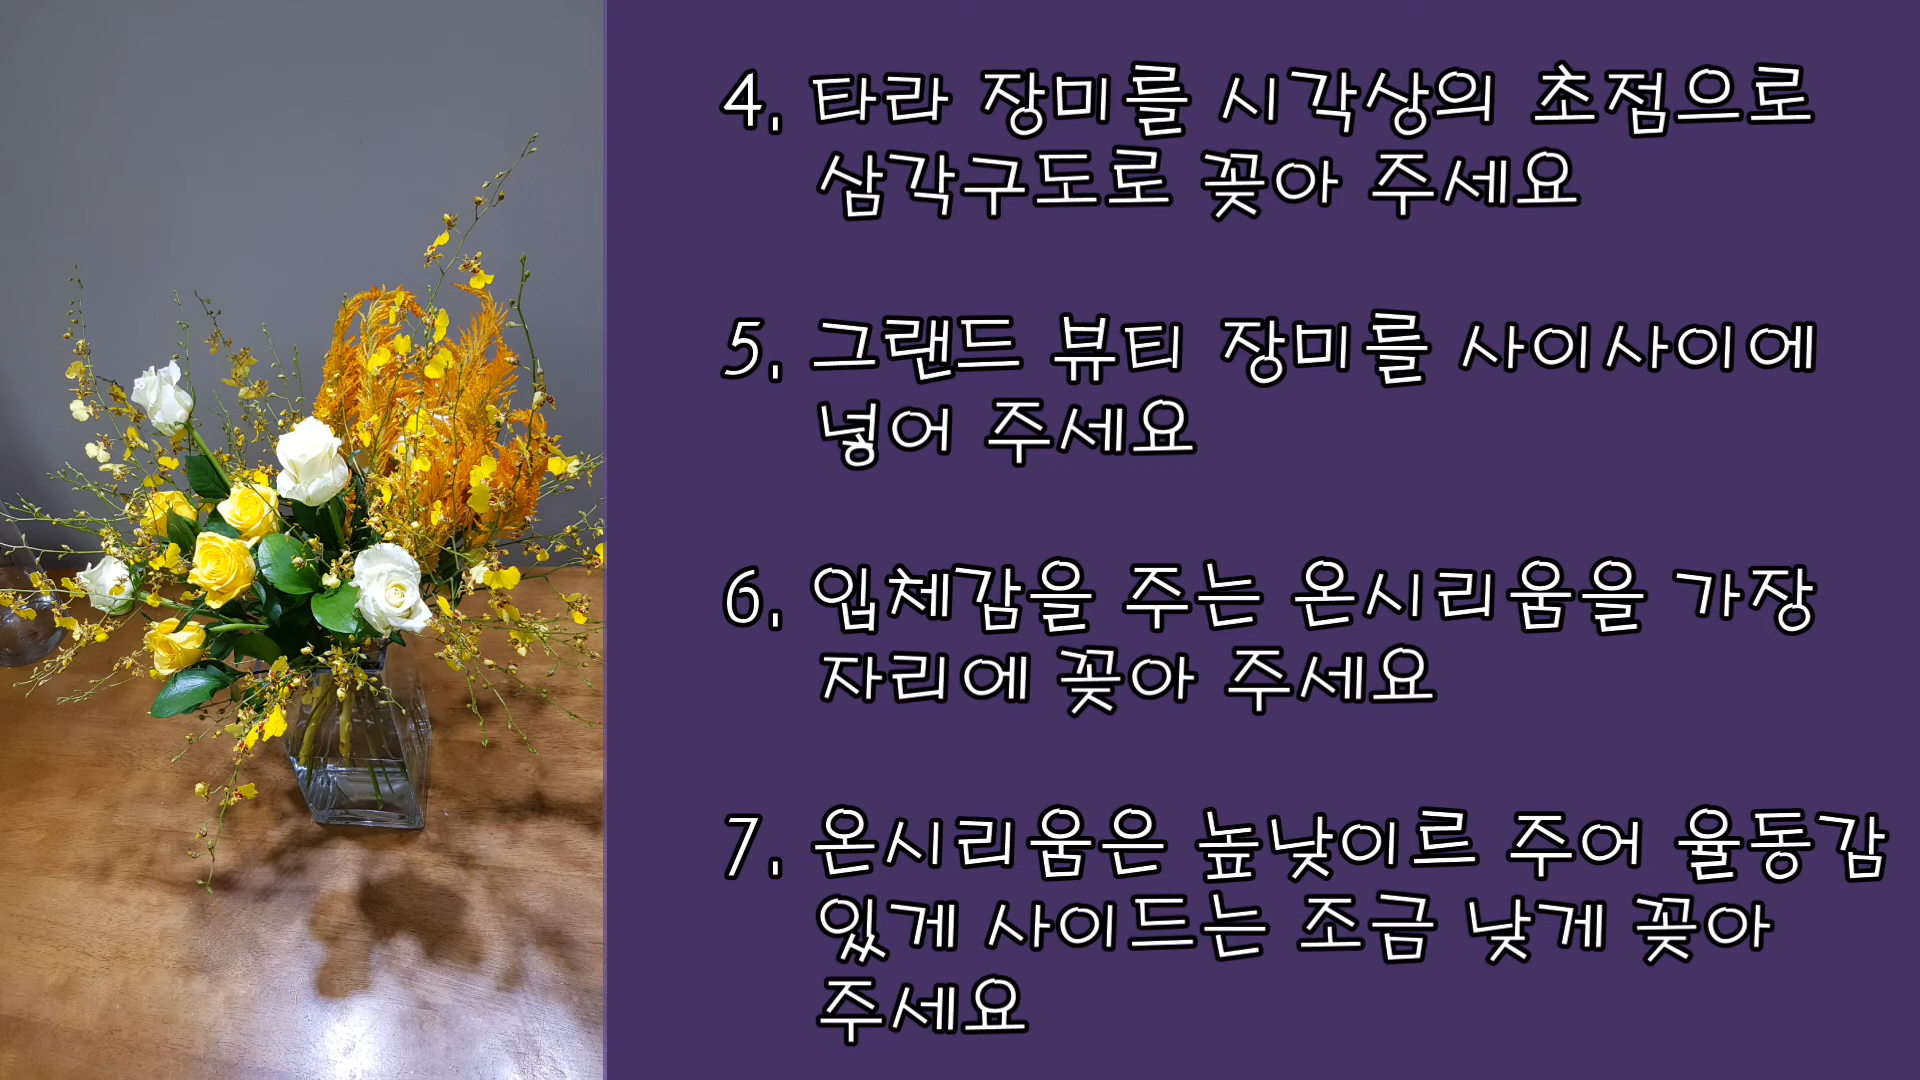 4. 타라 장미를 시각상의 초점으로
삼각구도로 꽂아 주세요
5. 그랜드 뷰티 장미를 사이사이에
넣어 주세요
6. 입체감을 주는 온시리움을 가장
자리에 꽂아 주세요
7. 온시리움은 높낮이르 주어 율동감
있게 사이드는 조금 낮게 꽂아
주세요